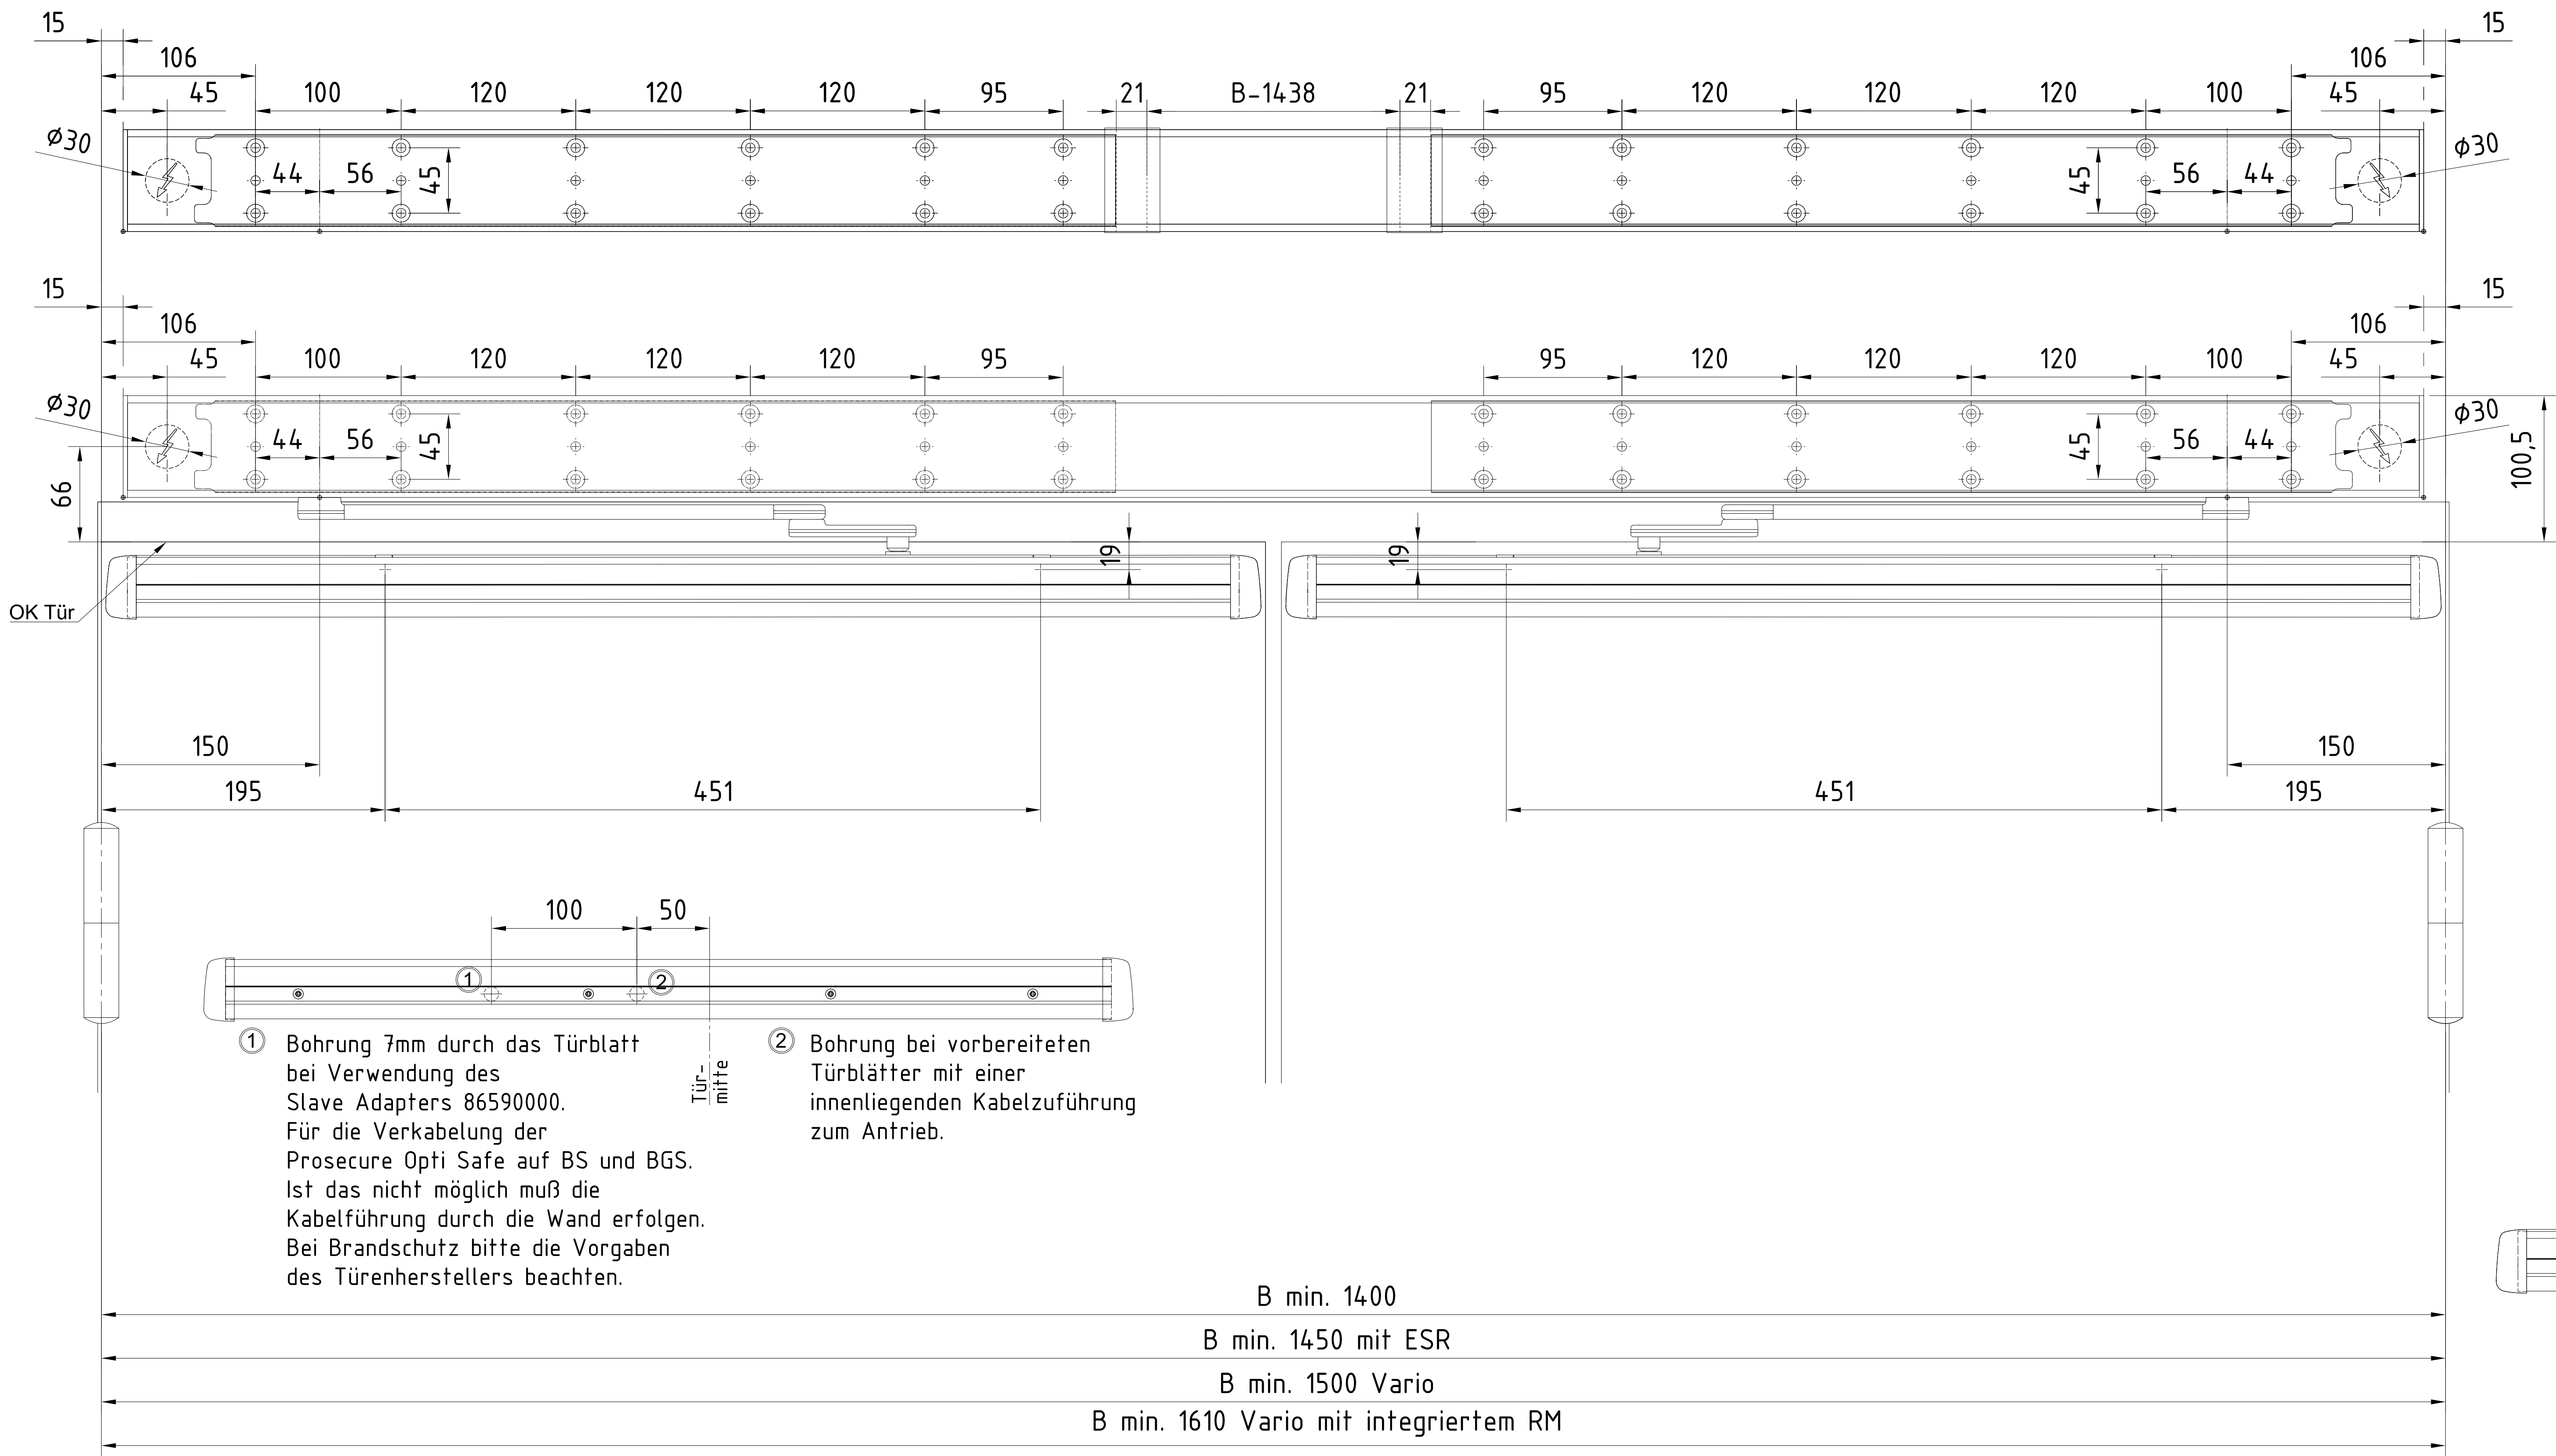 15
15
106
106
45
100
120
120
120
95
21
B-1438
21
95
120
120
120
100
45
ϕ30
ϕ30
44
56
45
45
56
44
15
15
106
106
45
100
120
120
120
95
95
120
120
120
100
45
ϕ30
ϕ30
44
56
45
45
56
44
66
100,5
19
19
OK Tür
150
150
195
451
451
195
100
50
1
2
Tür-
mitte
1 Bohrung 7mm durch das Türblatt
bei Verwendung des
Slave Adapters 86590000.
Für die Verkabelung der
Prosecure Opti Safe auf BS und BGS.
Ist das nicht möglich muß die
Kabelführung durch die Wand erfolgen.
Bei Brandschutz bitte die Vorgaben
des Türenherstellers beachten.
2 Bohrung bei vorbereiteten
Türblätter mit einer
innenliegenden Kabelzuführung
zum Antrieb.
B min. 1400
B min. 1450 mit ESR
B min. 1500 Vario
B min. 1610 Vario mit integriertem RM